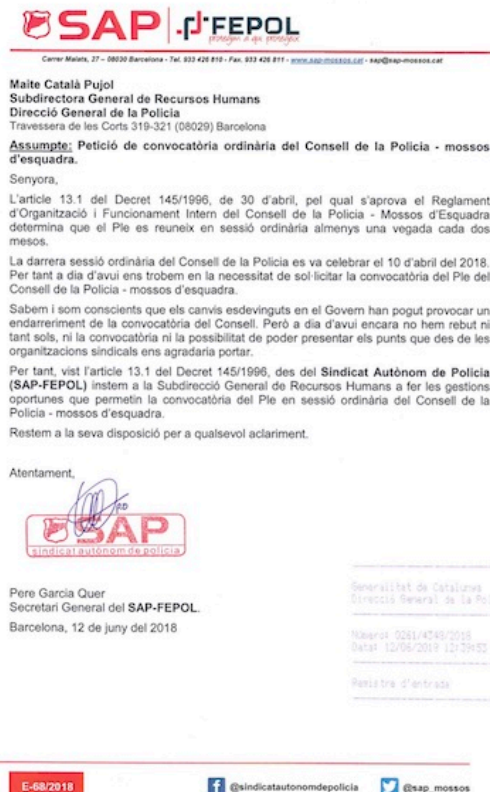 SAP FEPOL
protegim a qui protegeix
Carrer Malats, 27 – 08030 Barcelona - Tel. 933 426 810 - Fax. 933 426 811 - www.sap-mossos.cat - sap@sap-mossos.cat
Maite Català Pujol
Subdirectora General de Recursos Humans
Direcció General de la Policia
Travessera de les Corts 319-321 (08029) Barcelona
Assumpte: Petició de convocatòria ordinària del Consell de la Policia - mossos
d'esquadra.
Senyora,
L'article 13.1 del Decret 145/1996, de 30 d'abril, pel qual s'aprova el Reglament
d'Organització i Funcionament Intern del Consell de la Policia - Mossos d'Esquadra
determina que el Ple es reuneix en sessió ordinària almenys una vegada cada dos
mesos.
La darrera sessió ordinària del Consell de la Policia es va celebrar el 10 d'abril del 2018.
Per tant a dia d'avui ens trobem en la necessitat de sol·licitar la convocatòria del Ple del
Consell de la Policia - mossos d'esquadra.
Sabem i som conscients que els canvis esdevinguts en el Govern han pogut provocar un
endarreriment de la convocatòria del Consell. Però a dia d'avui encara no hem rebut ni
tant sols, ni la convocatòria ni la possibilitat de poder presentar els punts que des de les
organitzacions sindicals ens agradaria portar.
Per tant, vist l'article 13.1 del Decret 145/1996, des del Sindicat Autònom de Policia
(SAP-FEPOL) instem a la Subdirecció General de Recursos Humans a fer les gestions
oportunes que permetin la convocatòria del Ple en sessió ordinària del Consell de la
Policia - mossos d'esquadra.
Restem a la seva disposició per a qualsevol aclariment.
Atentament,
SAP
sindicat autònom de policia
Pere Garcia Quer
Secretari General del SAP-FEPOL.
Barcelona, 12 de juny del 2018
Generalitat de Catalunya
Direcció General de la Po
Número: 0261/4348/2018
Data: 12/06/2018 12:39:53
Registre d'entrada
E-68/2018
@sindicatautonomdepolicia @sap_mossos